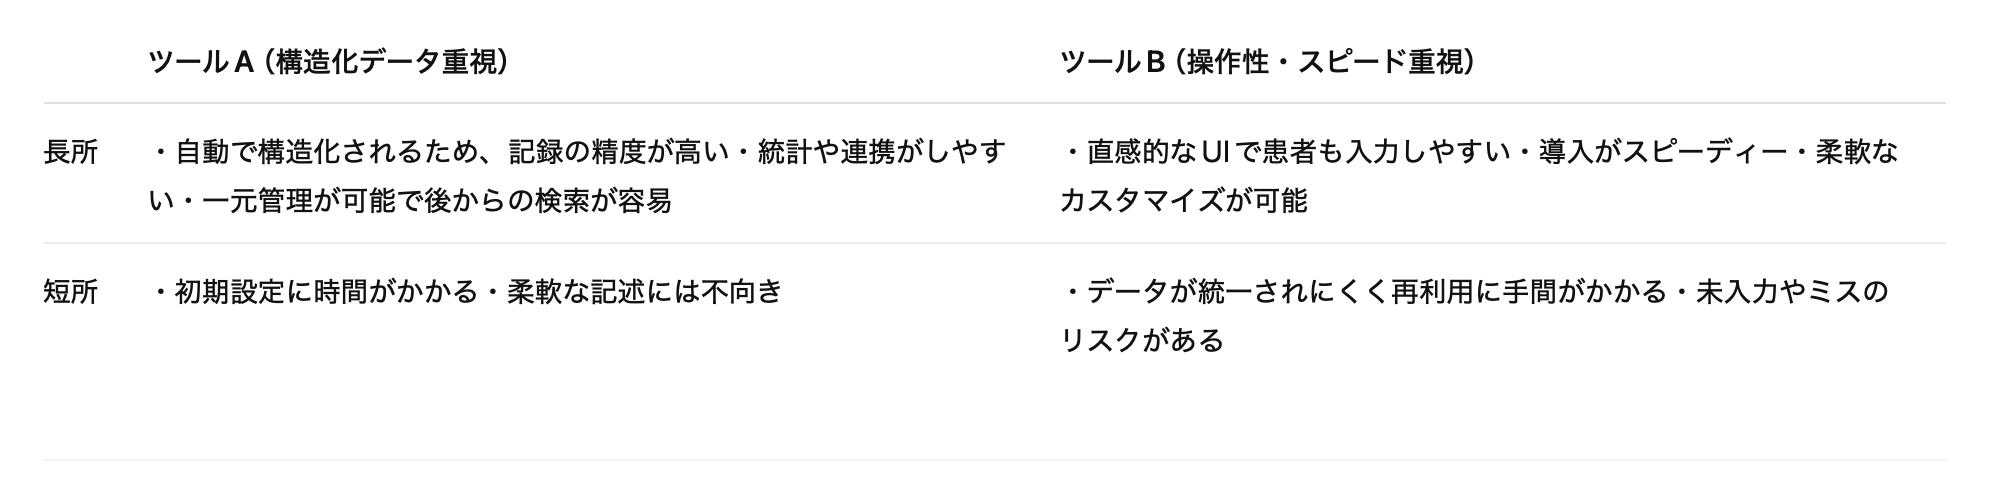 ツールA（構造化データ重視） ツールB（操作性・スピード重視）
長所 ・自動で構造化されるため、記録の精度が高い・統計や連携がしやす ・直感的なUIで患者も入力しやすい・導入がスピーディー・柔軟な
い・一元管理が可能で後からの検索が容易 カスタマイズが可能
短所 ・初期設定に時間がかかる・柔軟な記述には不向き ・データが統一されにくく再利用に手間がかかる・未入力やミスの
リスクがある